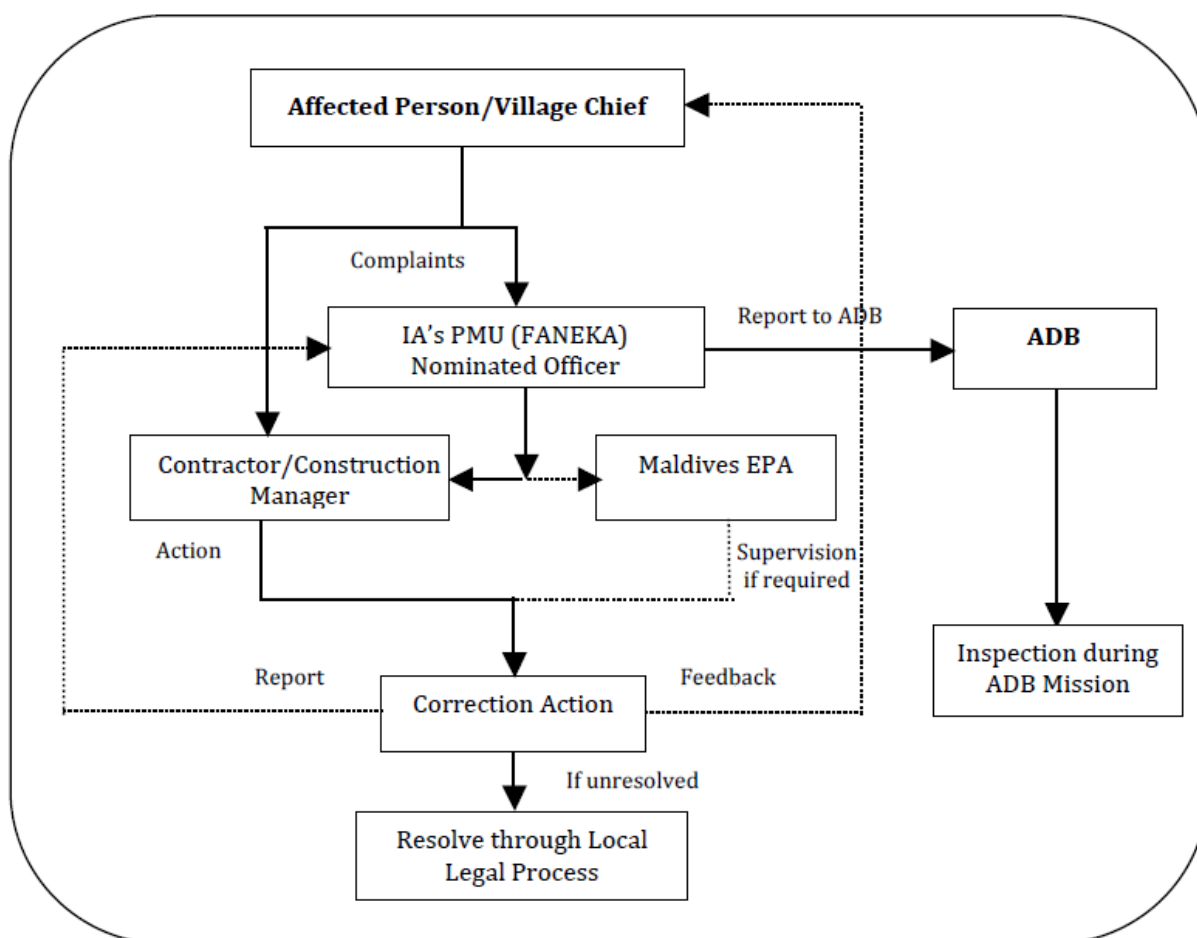 Affected Person/Village Chief
Complaints
IA's PMU (FANEKA)
Nominated Officer
Report to ADB
ADB
Contractor/Construction
Manager
Maldives EPA
Action
Supervision
if required
Inspection during
ADB Mission
Report
Correction Action
Feedback
If unresolved
Resolve through Local
Legal Process